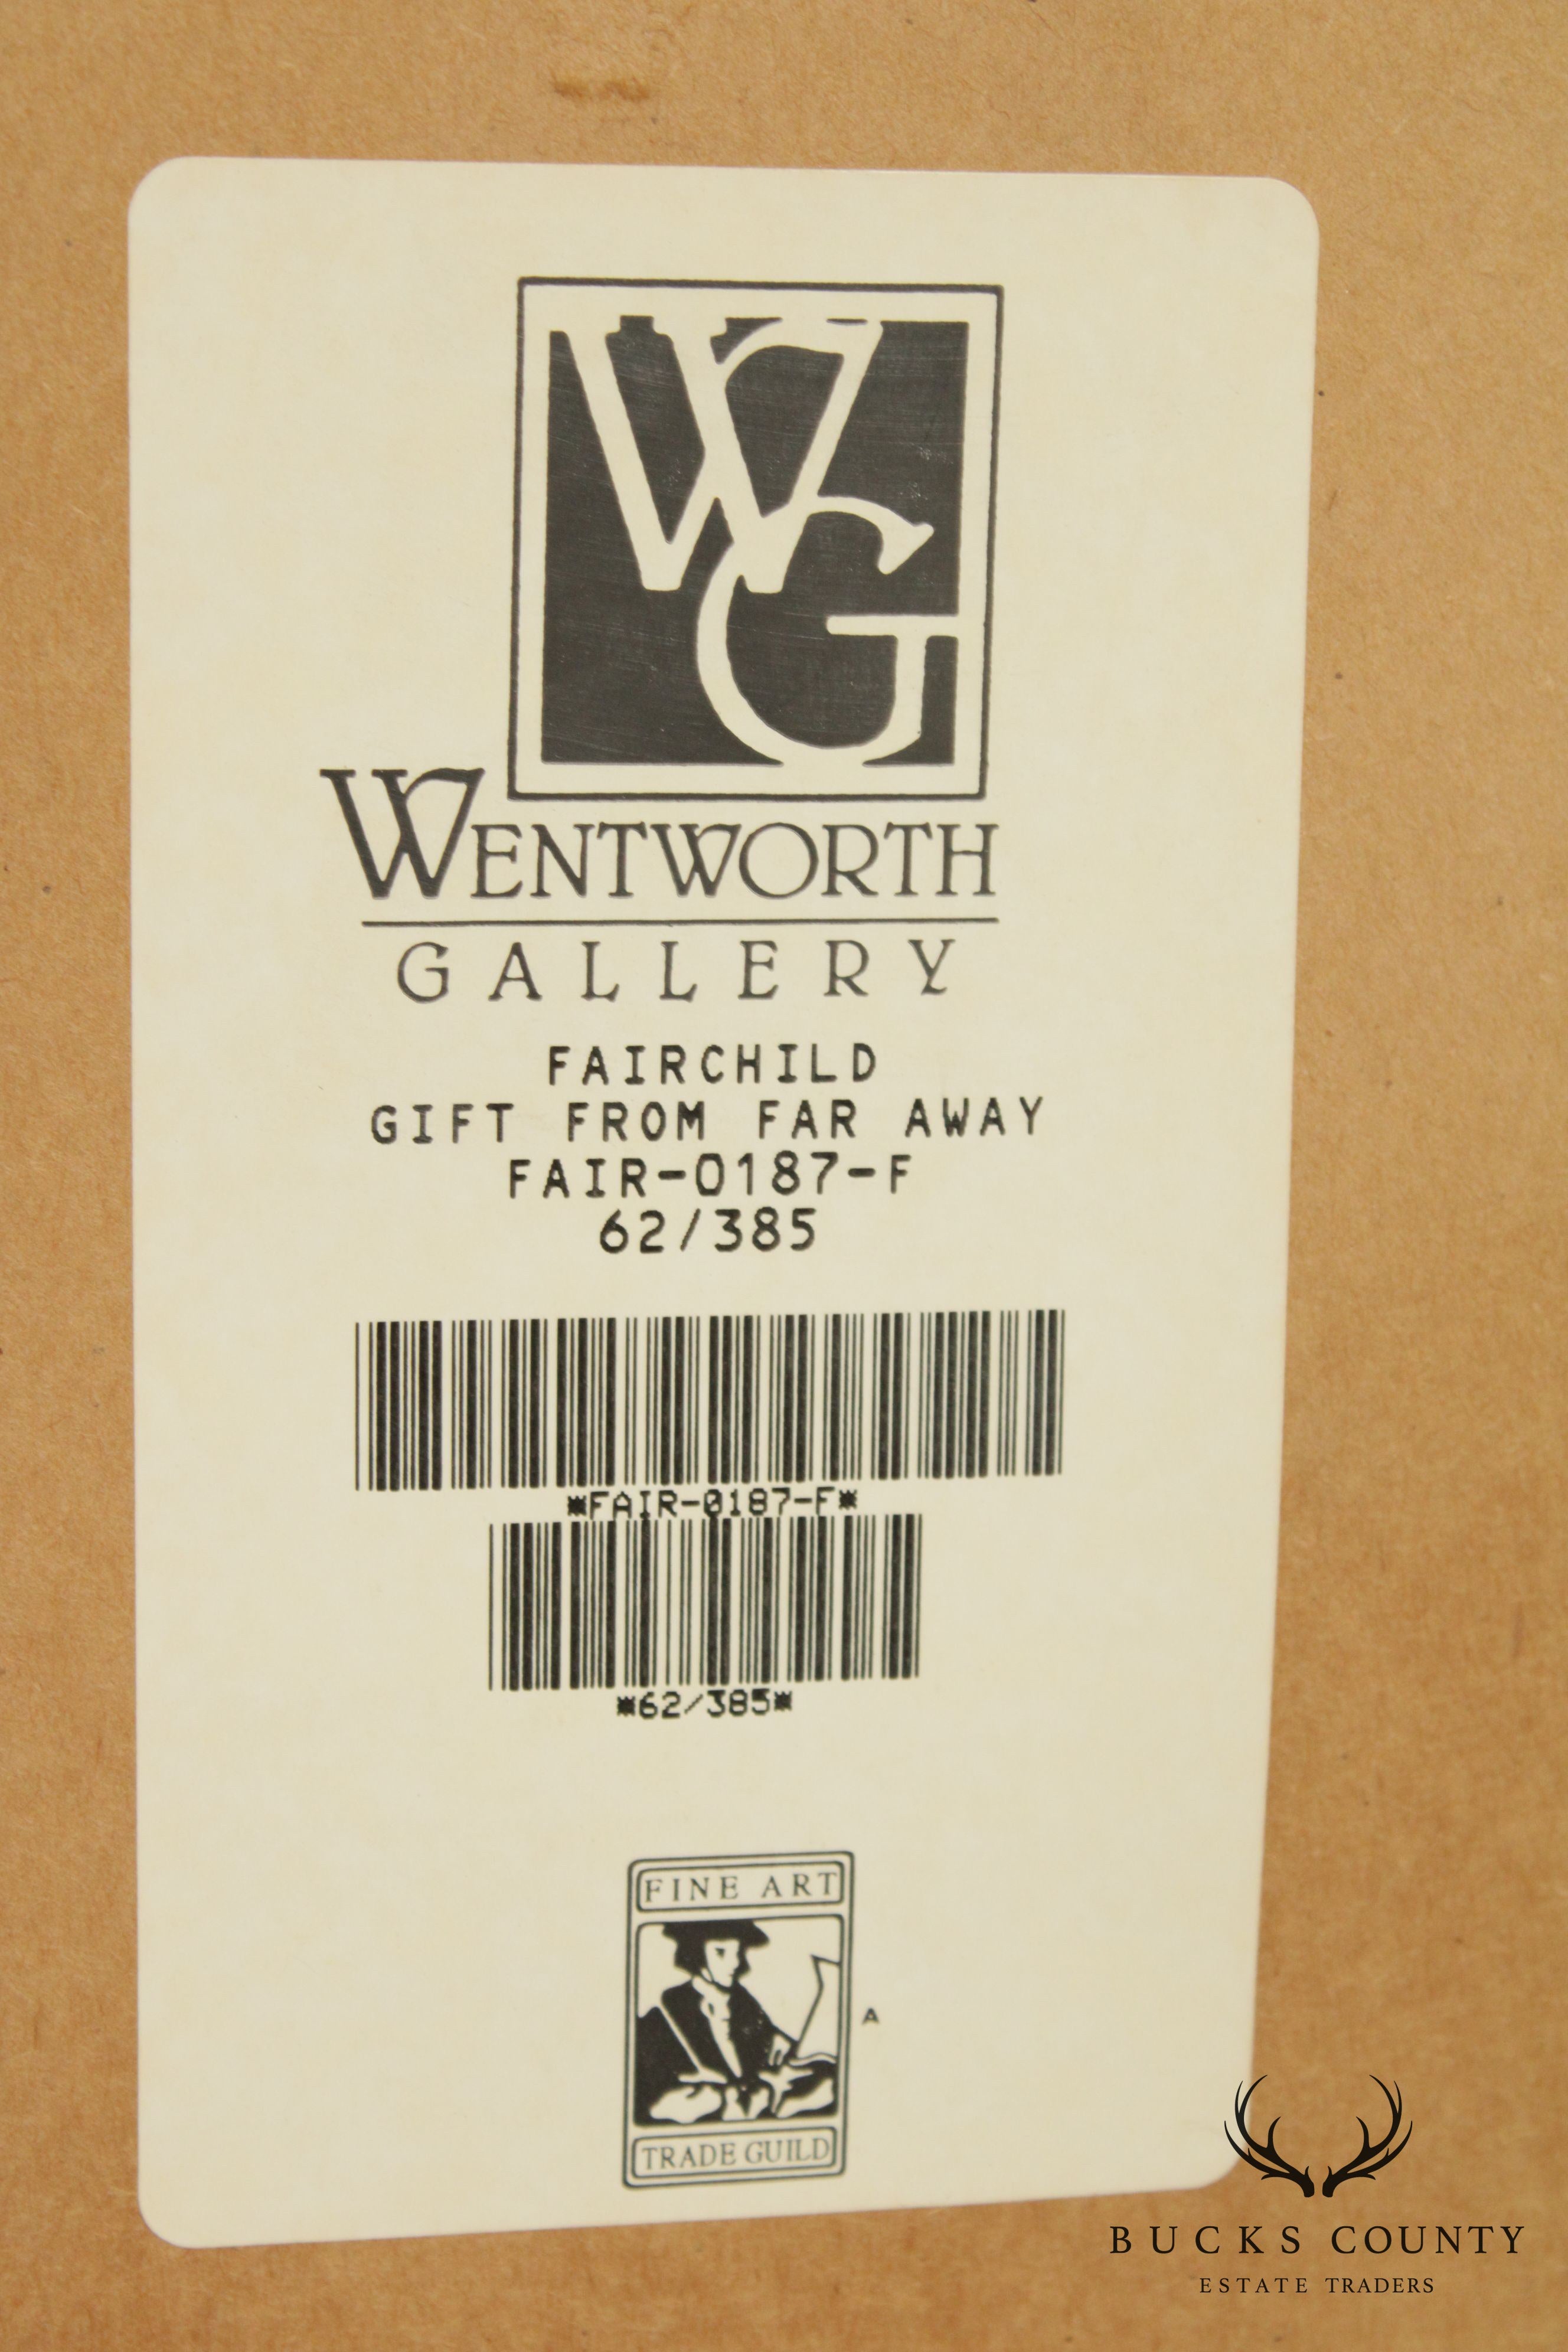 WG
WENTWORTH
GALLERY
FAIRCHILD
GIFT FROM FAR AWAY
FAIR-0187-F
62/385
*FAIR-0187-F*
*62/385*
FINE ART
A
TRADE GUILD
BUCKS COUNTY
ESTATE TRADERS